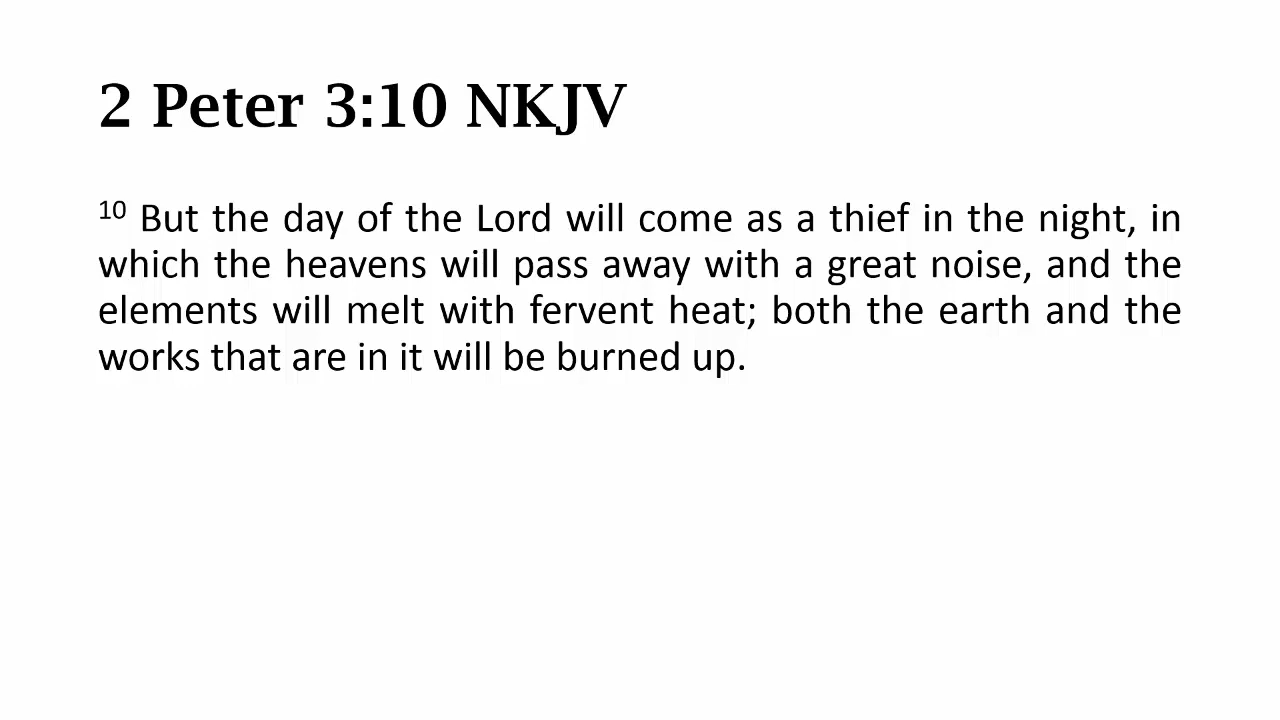 2 Peter 3:10 NKJV
10 But the day of the Lord will come as a thief in the night, in
which the heavens will pass away with a great noise, and the
elements will melt with fervent heat; both the earth and the
works that are in it will be burned up.